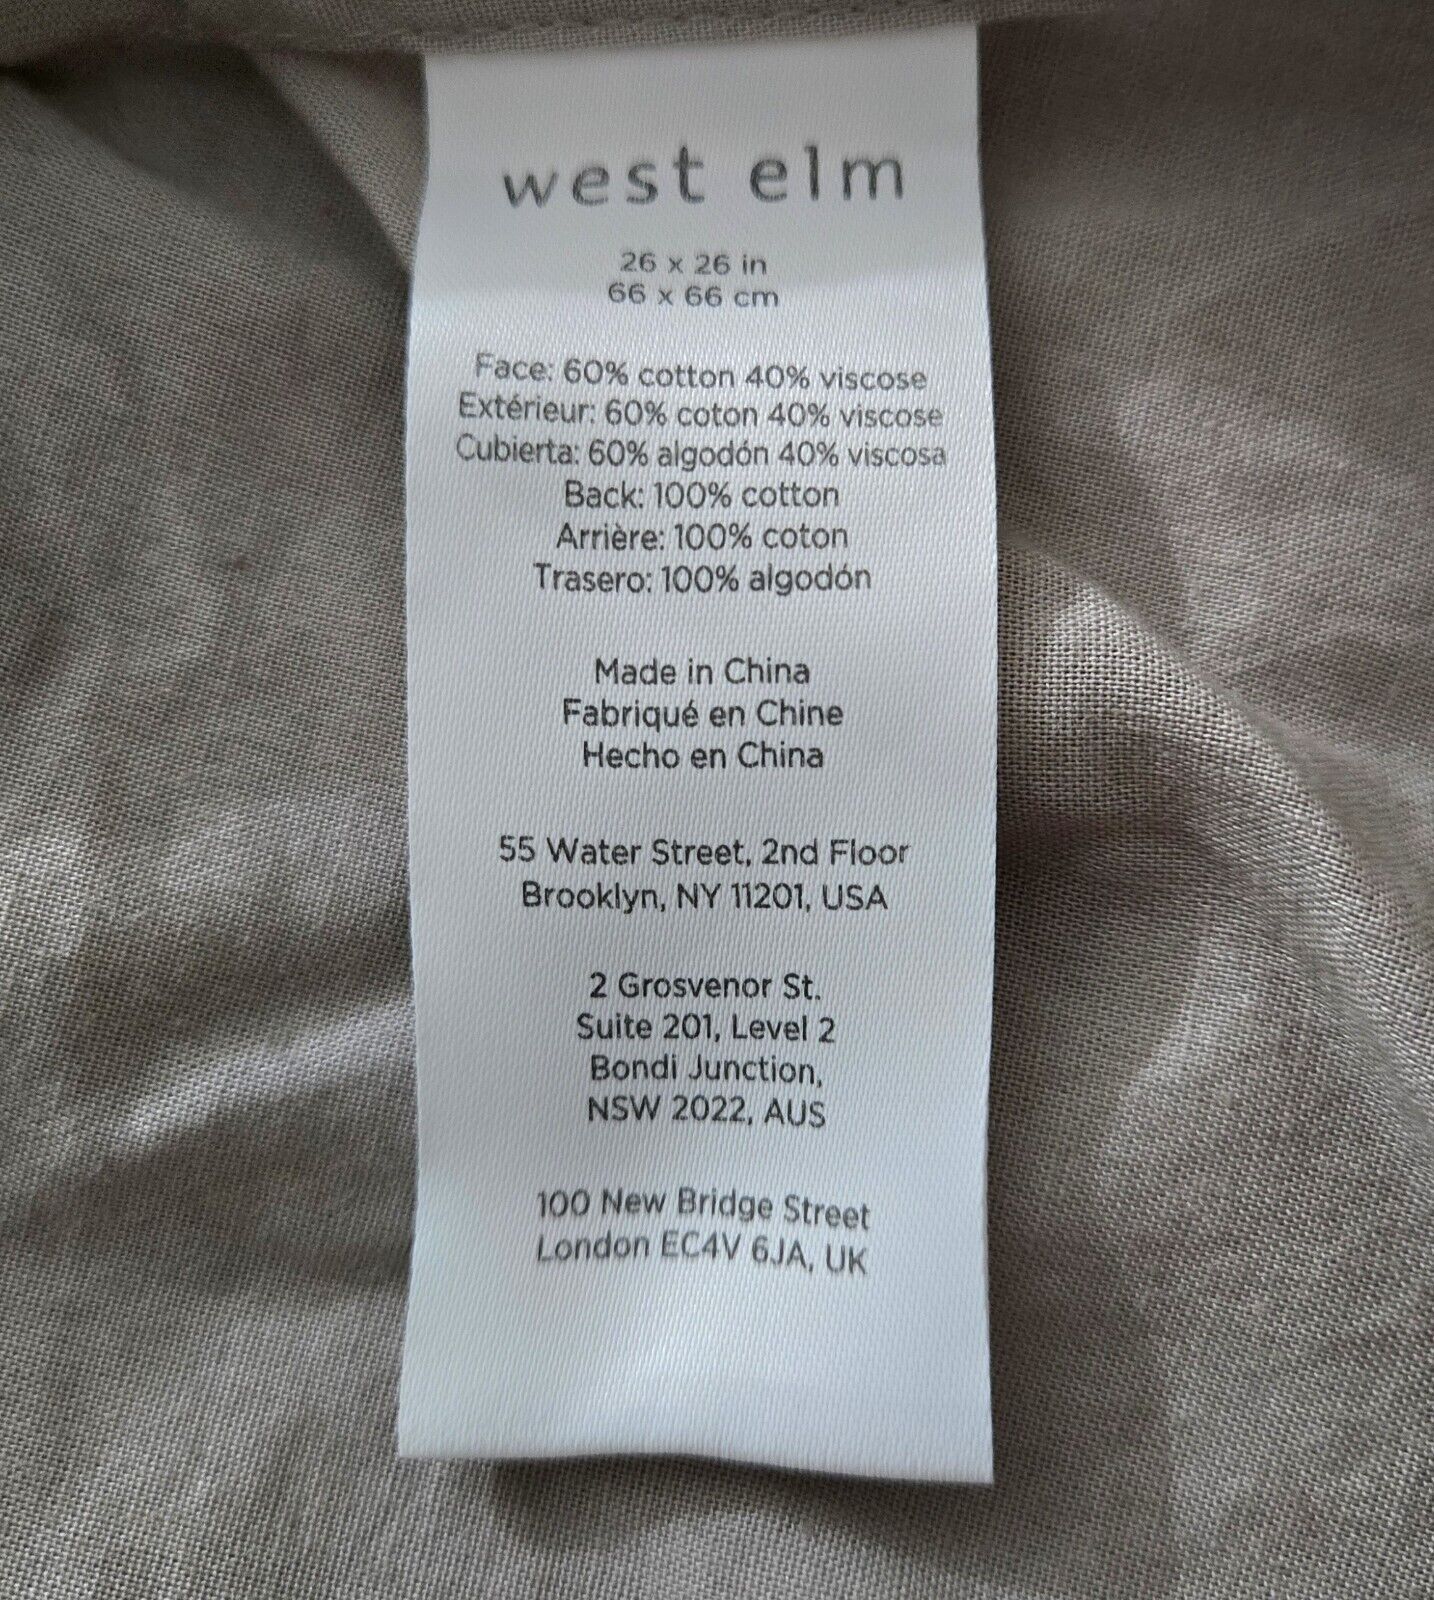 west elm
26 x 26 in
66 x 66 cm
Face: 60% cotton 40% viscose
Extérieur: 60% coton 40% viscose
Cubierta: 60% algodón 40% viscosa
Back: 100% cotton
Arrière: 100% coton
Trasero: 100% algodón
Made in China
Fabriqué en Chine
Hecho en China
55 Water Street, 2nd Floor
Brooklyn, NY 11201, USA
2 Grosvenor St.
Suite 201, Level 2
Bondi Junction,
NSW 2022, AUS
100 New Bridge Street
London EC4V 6JA, UK